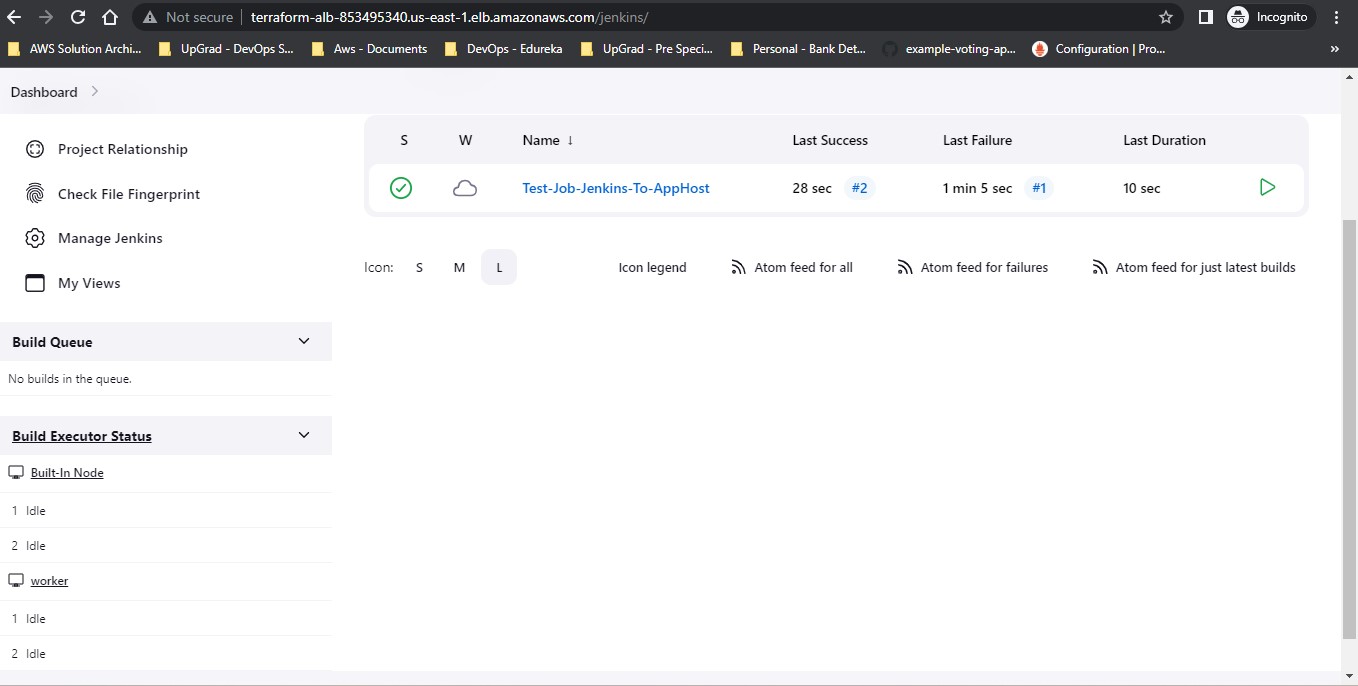 Not secure terraform-alb-853495340.us-east-1.elb.amazonaws.com/jenkins/ Incognito
AWS Solution Archi... UpGrad - DevOps S... Aws - Documents DevOps - Edureka UpGrad - Pre Speci... Personal - Bank Det... example-voting-ap... Configuration | Pro... »
Dashboard
Project Relationship
Check File Fingerprint
Manage Jenkins
My Views
Build Queue
No builds in the queue.
Build Executor Status
Built-In Node
1 Idle
2 Idle
worker
1 Idle
2 Idle
S W Name ↓ Last Success Last Failure Last Duration
Test-Job-Jenkins-To-AppHost 28 sec #2 1 min 5 sec #1 10 sec
Icon: S M L Icon legend Atom feed for all Atom feed for failures Atom feed for just latest builds